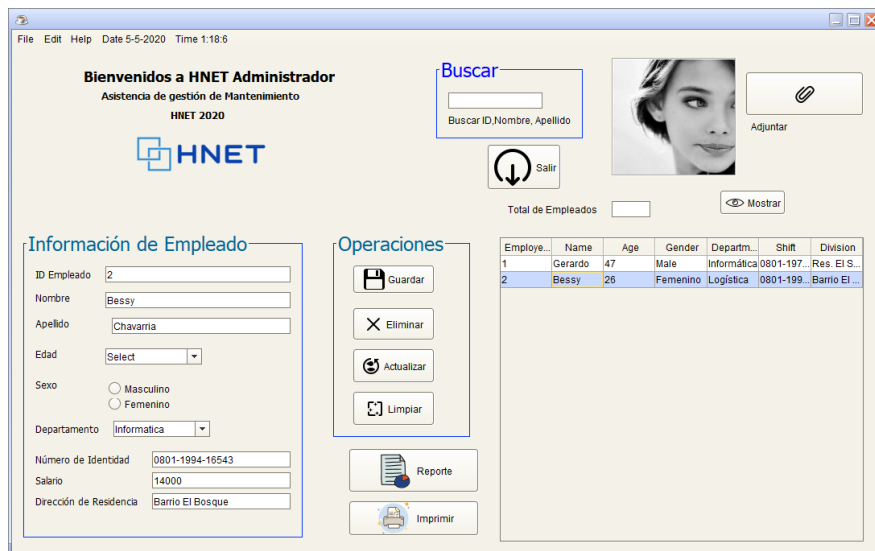 File Edit Help Date 5-5-2020 Time 1:18:6
Bienvenidos a HNET Administrador
Asistencia de gestión de Mantenimiento
HNET 2020
HNET
Buscar
Buscar ID,Nombre, Apellido
Salir
Adjuntar
Total de Empleados
Mostrar
Información de Empleado
ID Empleado 2
Nombre Bessy
Apellido Chavarria
Edad Select
Sexo Masculino
Femenino
Departamento Informatica
Número de Identidad 0801-1994-16543
Salario 14000
Dirección de Residencia Barrio El Bosque
Operaciones
Guardar
Eliminar
Actualizar
Limpiar
Reporte
Imprimir
Employe... Name Age Gender Departm... Shift Division
1 Gerardo 47 Male Informática 0801-197... Res. El S...
2 Bessy 26 Femenino Logística 0801-199... Barrio El ...